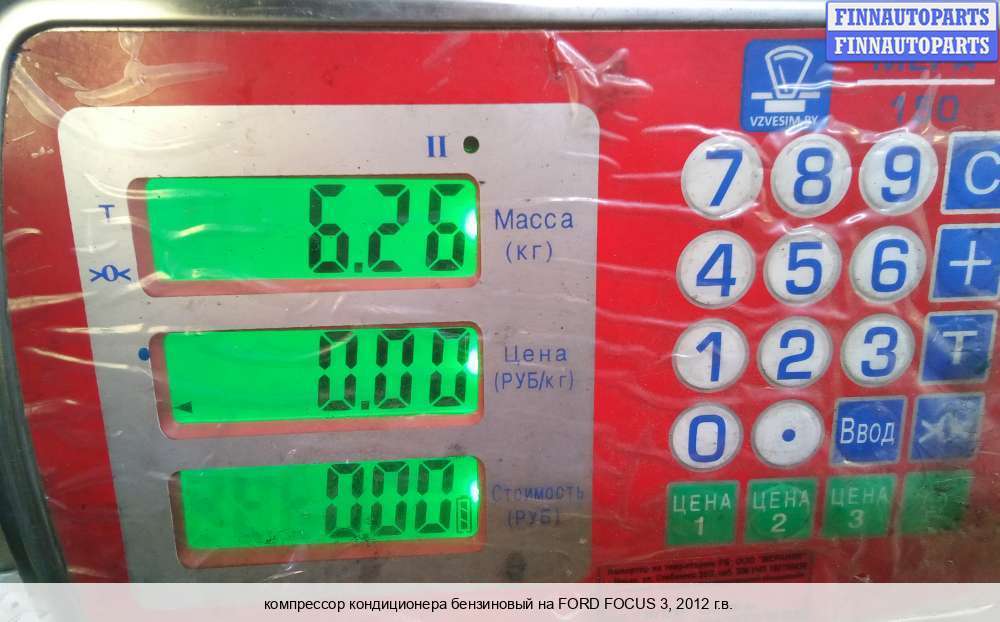 FINNAUTOPARTS
FINNAUTOPARTS
150
VZVESIM.BY
II
T
>0<
6.26
Масса
(кг)
0.00
Цена
(РУБ/кг)
000
Стоимость
(РУБ)
7 8 9 C
4 5 6 +
1 2 3 T
0 . Ввод
ЦЕНА 1
ЦЕНА 2
ЦЕНА 3
компрессор кондиционера бензиновый на FORD FOCUS 3, 2012 г.в.